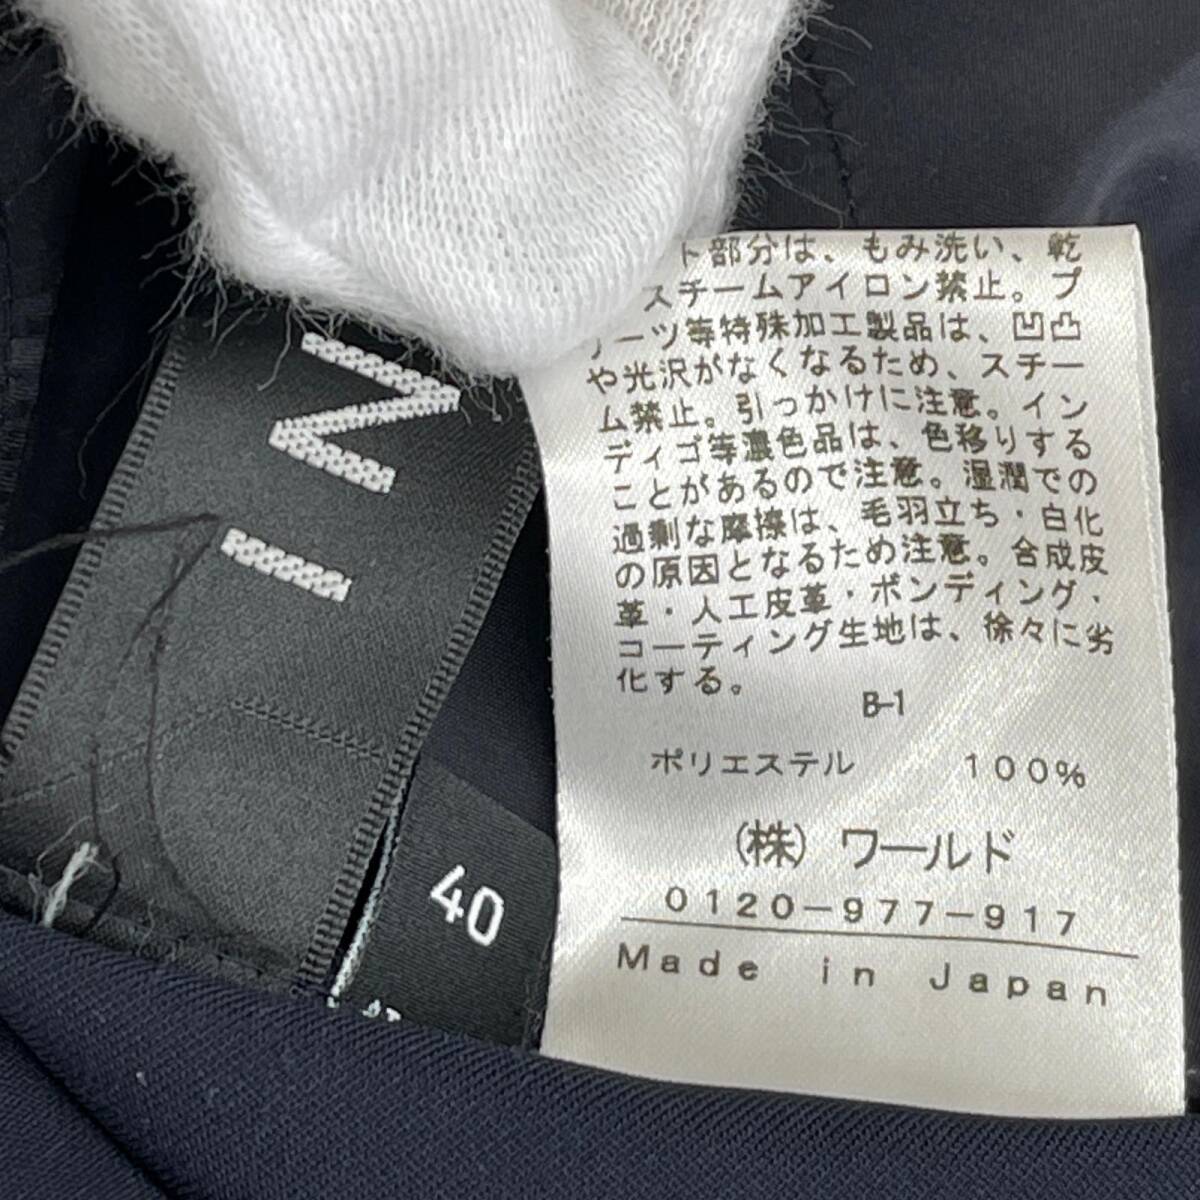 ト部分は、もみ洗い、乾
スチームアイロン禁止。プ
ーツ等特殊加工製品は、凹凸
や光沢がなくなるため、スチー
ム禁止。引っかけに注意。イン
ディゴ等濃色品は、色移りする
ことがあるので注意。湿潤での
過剰な摩擦は、毛羽立ち・白化
の原因となるため注意。合成皮
革・人工皮革・ボンディング・
コーティング生地は、徐々に劣
化する。
B-1
ポリエステル 100%
(株) ワールド
0120-977-917
Made in Japan
IN
40